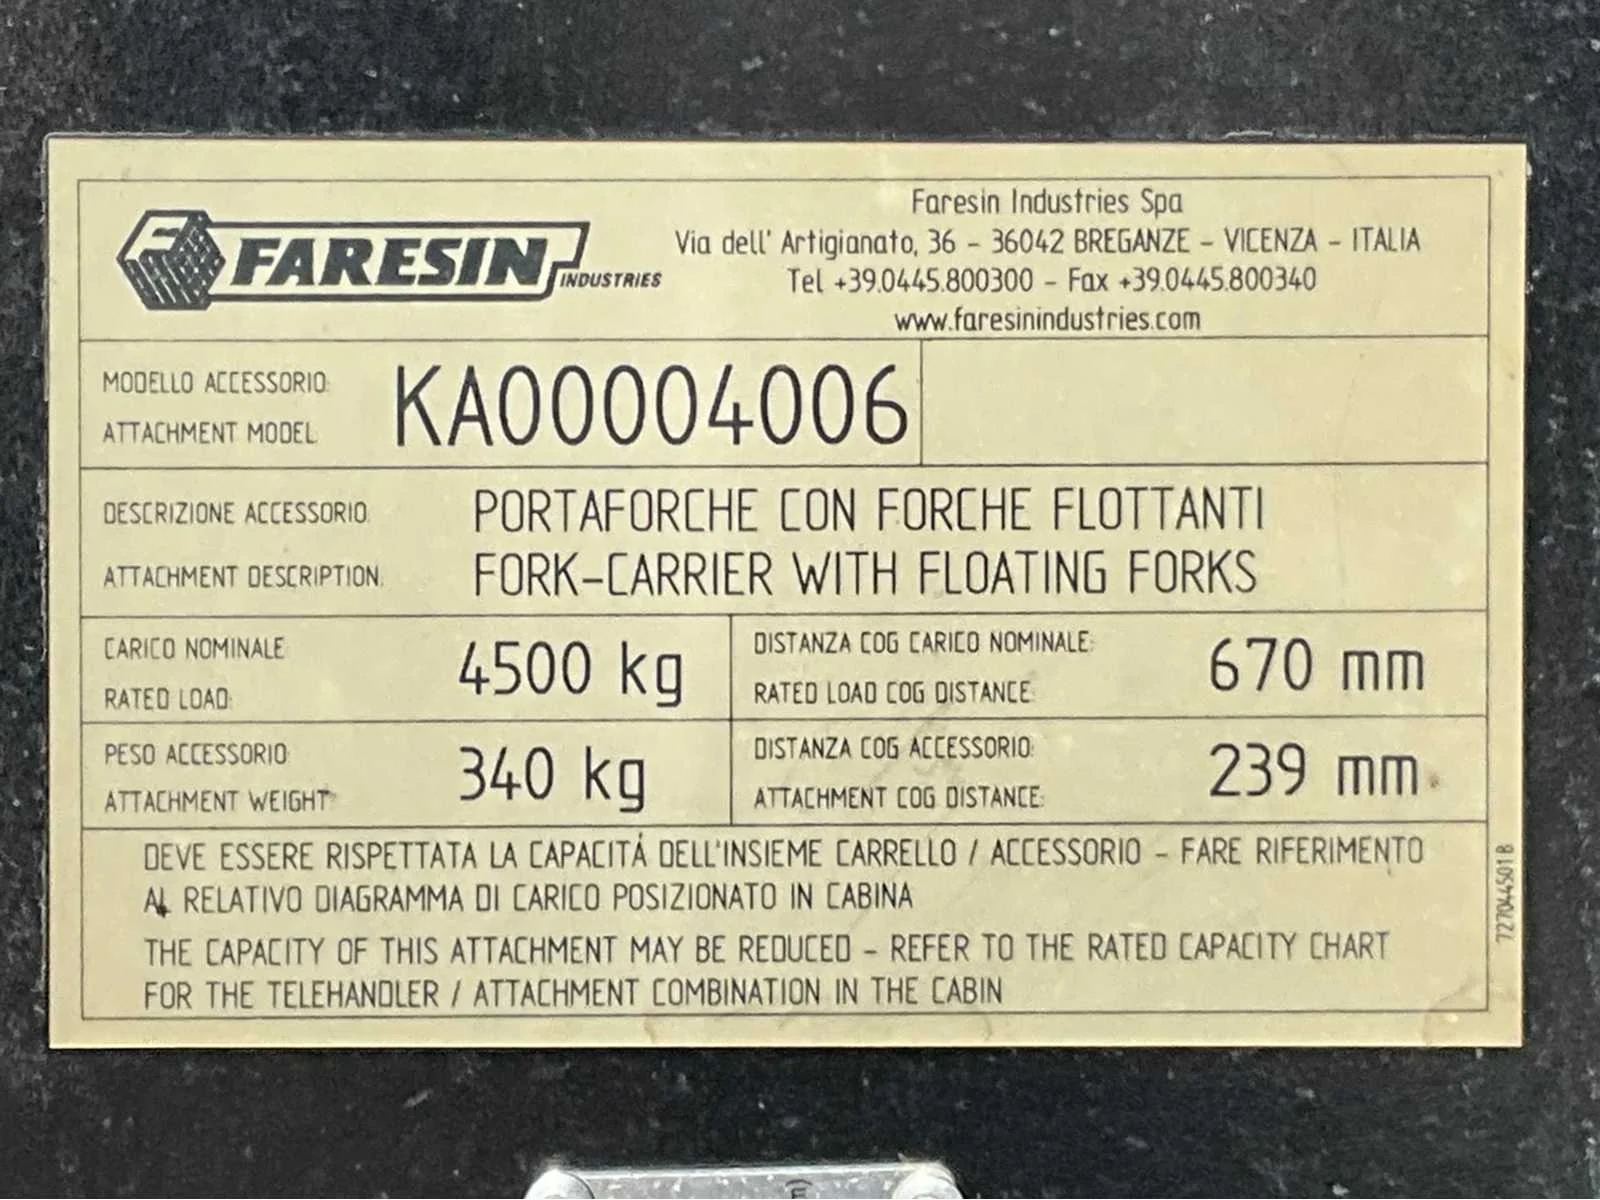 FARESIN
INDUSTRIES
Faresin Industries Spa
Via dell' Artigianato, 36 - 36042 BREGANZE - VICENZA - ITALIA
Tel +39.0445.800300 - Fax +39.0445.800340
www.faresinindustries.com
MODELLO ACCESSORIO:
ATTACHMENT MODEL:
KA00004006
DESCRIZIONE ACCESSORIO:
PORTAFORCHE CON FORCHE FLOTTANTI
ATTACHMENT DESCRIPTION:
FORK-CARRIER WITH FLOATING FORKS
CARICO NOMINALE:
RATED LOAD:
4500 kg
DISTANZA COG CARICO NOMINALE:
RATED LOAD COG DISTANCE:
670 mm
PESO ACCESSORIO:
ATTACHMENT WEIGHT:
340 kg
DISTANZA COG ACCESSORIO:
ATTACHMENT COG DISTANCE:
239 mm
DEVE ESSERE RISPETTATA LA CAPACITÁ DELL'INSIEME CARRELLO / ACCESSORIO - FARE RIFERIMENTO
AL RELATIVO DIAGRAMMA DI CARICO POSIZIONATO IN CABINA
THE CAPACITY OF THIS ATTACHMENT MAY BE REDUCED - REFER TO THE RATED CAPACITY CHART
FOR THE TELEHANDLER / ATTACHMENT COMBINATION IN THE CABIN
727044501 B